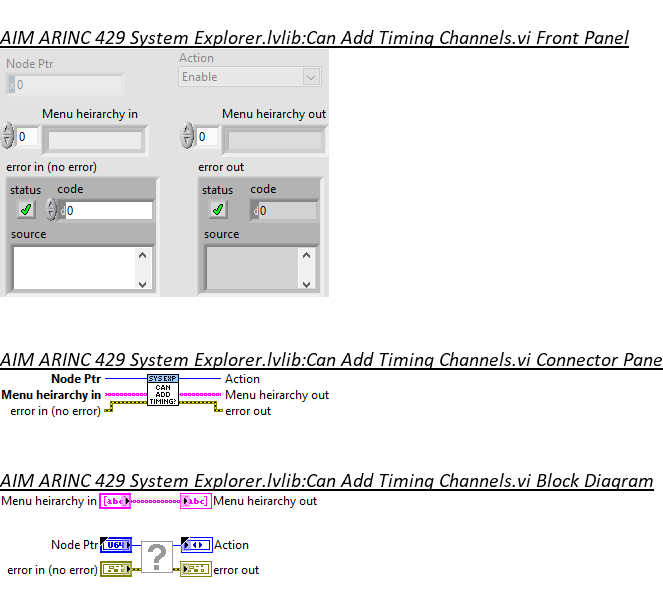 AIM ARINC 429 System Explorer.lvlib:Can Add Timing Channels.vi Front Panel
Node Ptr
Action
x0
Enable
Menu heirarchy in
Menu heirarchy out
0
0
error in (no error)
error out
status code
status code
d0
d0
source
source
AIM ARINC 429 System Explorer.lvlib:Can Add Timing Channels.vi Connector Pane
Node Ptr
SYS EXP
Action
CAN
Menu heirarchy in
ADD
Menu heirarchy out
TIMING?
error in (no error)
error out
AIM ARINC 429 System Explorer.lvlib:Can Add Timing Channels.vi Block Diagram
Menu heirarchy in [abc] [abc] Menu heirarchy out
Node Ptr U64 ? Action
error in (no error) error out